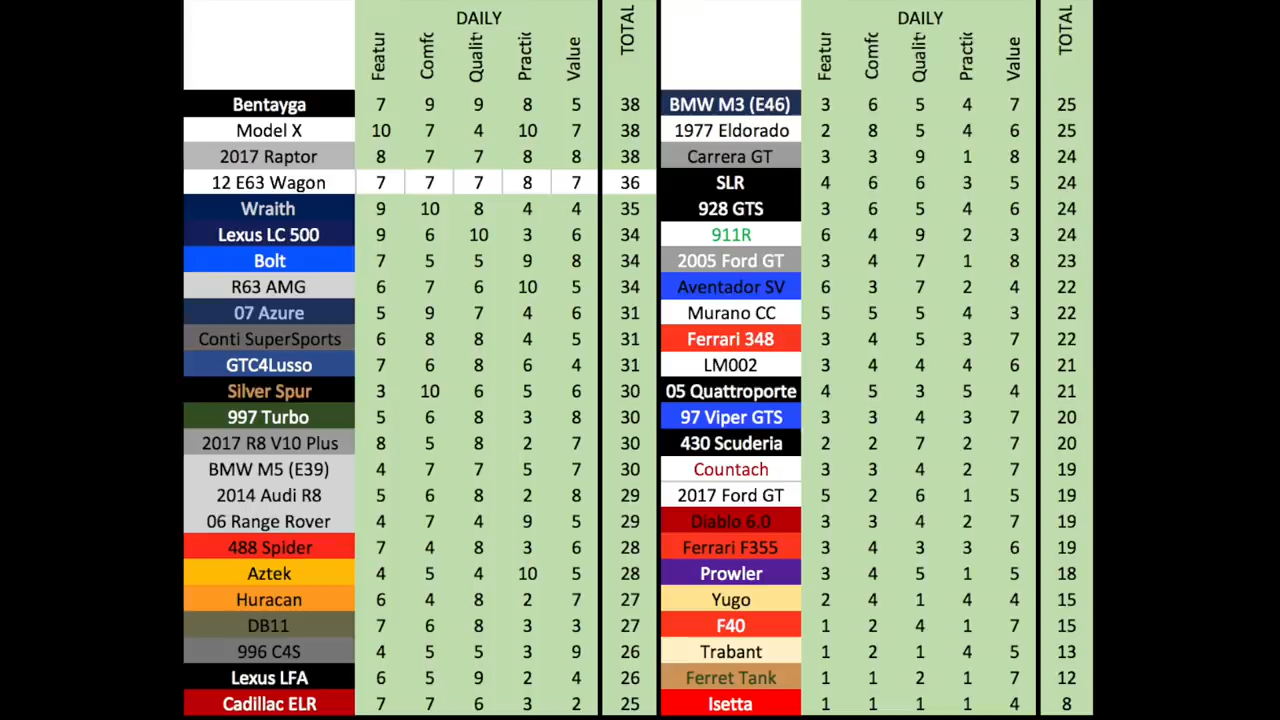 DAILY
Featur Comfo Qualit Practic Value TOTAL
Bentayga 7 9 9 8 5 38
Model X 10 7 4 10 7 38
2017 Raptor 8 7 7 8 8 38
12 E63 Wagon 7 7 7 8 7 36
Wraith 9 10 8 4 4 35
Lexus LC 500 9 6 10 3 6 34
Bolt 7 5 5 9 8 34
R63 AMG 6 7 6 10 5 34
07 Azure 5 9 7 4 6 31
Conti SuperSports 6 8 8 4 5 31
GTC4Lusso 7 6 8 6 4 31
Silver Spur 3 10 6 5 6 30
997 Turbo 5 6 8 3 8 30
2017 R8 V10 Plus 8 5 8 2 7 30
BMW M5 (E39) 4 7 7 5 7 30
2014 Audi R8 5 6 8 2 8 29
06 Range Rover 4 7 4 9 5 29
488 Spider 7 4 8 3 6 28
Aztek 4 5 4 10 5 28
Huracan 6 4 8 2 7 27
DB11 7 6 8 3 3 27
996 C4S 4 5 5 3 9 26
Lexus LFA 6 5 9 2 4 26
Cadillac ELR 7 7 6 3 2 25
DAILY
Featur Comfo Qualit Practic Value TOTAL
BMW M3 (E46) 3 6 5 4 7 25
1977 Eldorado 2 8 5 4 6 25
Carrera GT 3 3 9 1 8 24
SLR 4 6 6 3 5 24
928 GTS 3 6 5 4 6 24
911R 6 4 9 2 3 24
2005 Ford GT 3 4 7 1 8 23
Aventador SV 6 3 7 2 4 22
Murano CC 5 5 5 4 3 22
Ferrari 348 3 4 5 3 7 22
LM002 3 4 4 4 6 21
05 Quattroporte 4 5 3 5 4 21
97 Viper GTS 3 3 4 3 7 20
430 Scuderia 2 2 7 2 7 20
Countach 3 3 4 2 7 19
2017 Ford GT 5 2 6 1 5 19
Diablo 6.0 3 3 4 2 7 19
Ferrari F355 3 4 3 3 6 19
Prowler 3 4 5 1 5 18
Yugo 2 4 1 4 4 15
F40 1 2 4 1 7 15
Trabant 1 2 1 4 5 13
Ferret Tank 1 1 2 1 7 12
Isetta 1 1 1 1 4 8